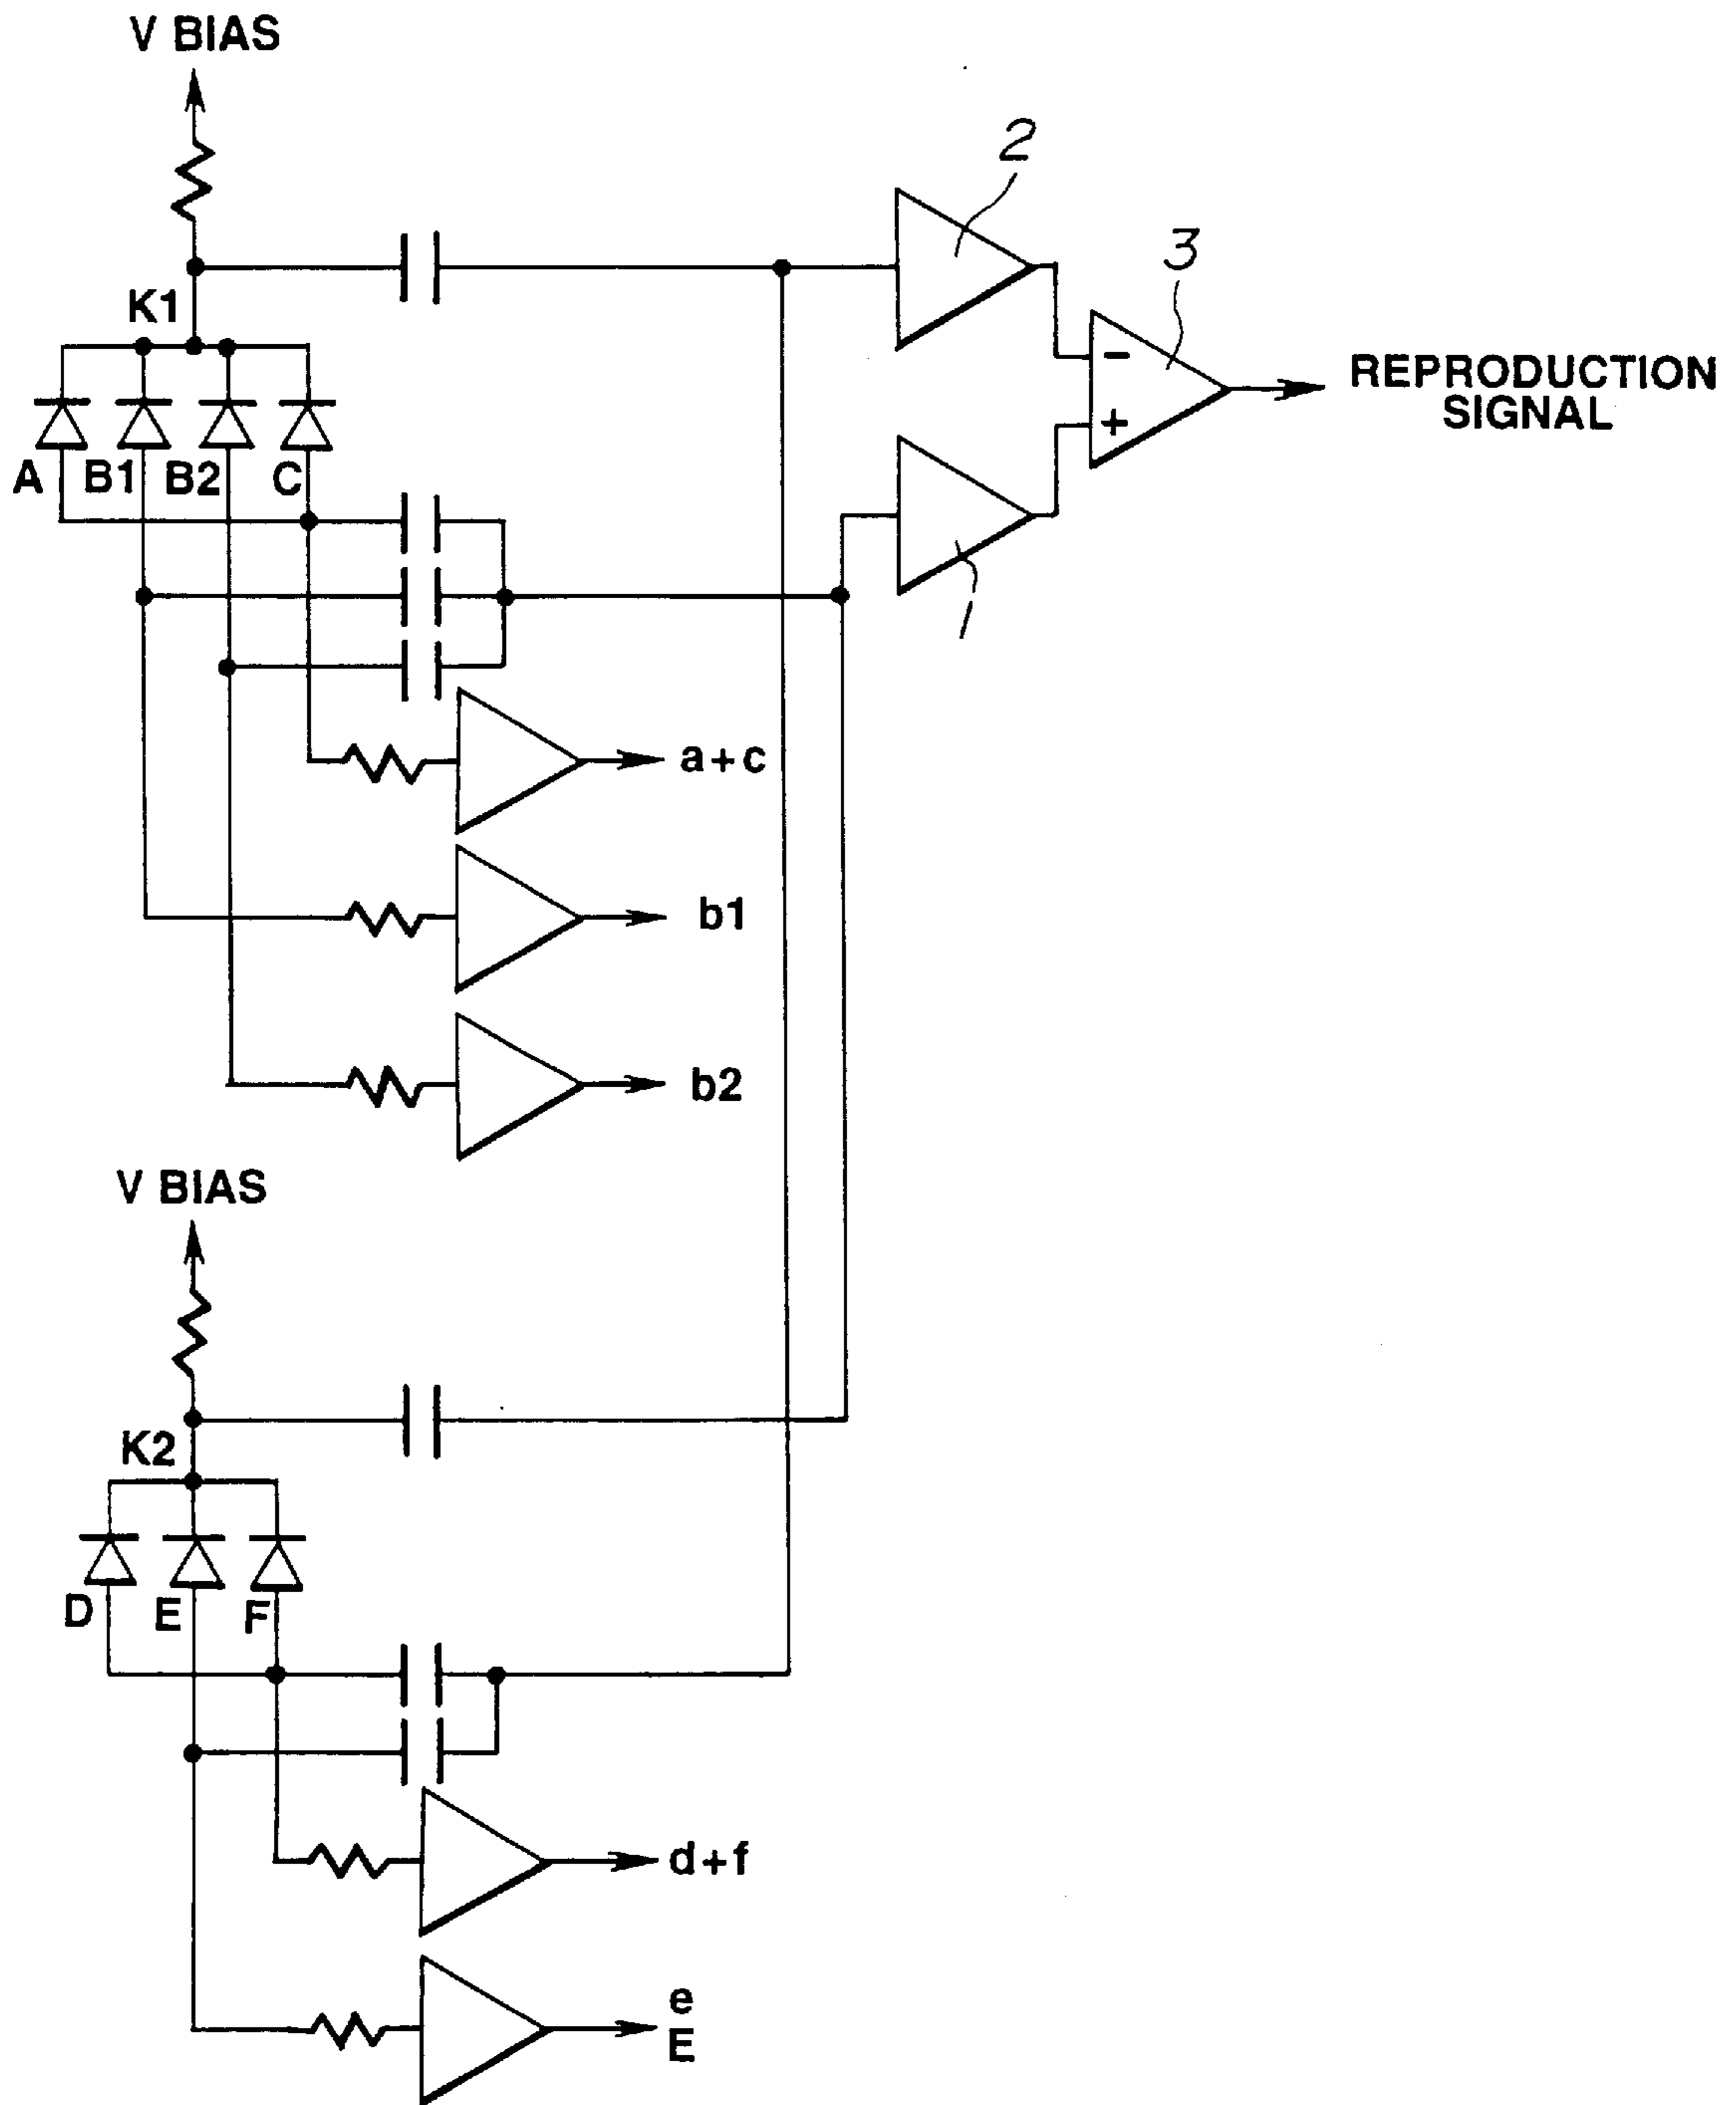 V BIAS
2
3
K1
−
REPRODUCTION
SIGNAL
+
A B1 B2 C
1
a+c
b1
b2
V BIAS
K2
D E F
d+f
e
E